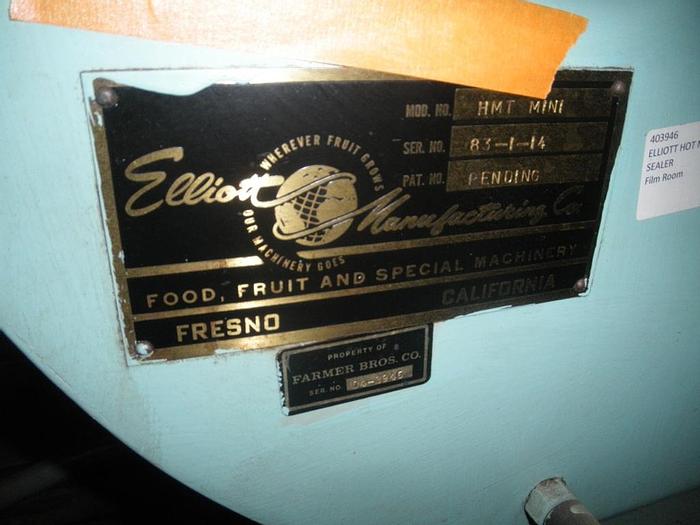 MOD. NO. HMT MINI
SER. NO. 83-1-14
PAT. NO. PENDING
Elliott Manufacturing Co.
WHEREVER FRUIT GROWS
OUR MACHINERY GOES
FOOD, FRUIT AND SPECIAL MACHINERY
FRESNO CALIFORNIA
PROPERTY OF
FARMER BROS. CO.
SER. NO.
403946
ELLIOTT HOT
SEALER
Film Room